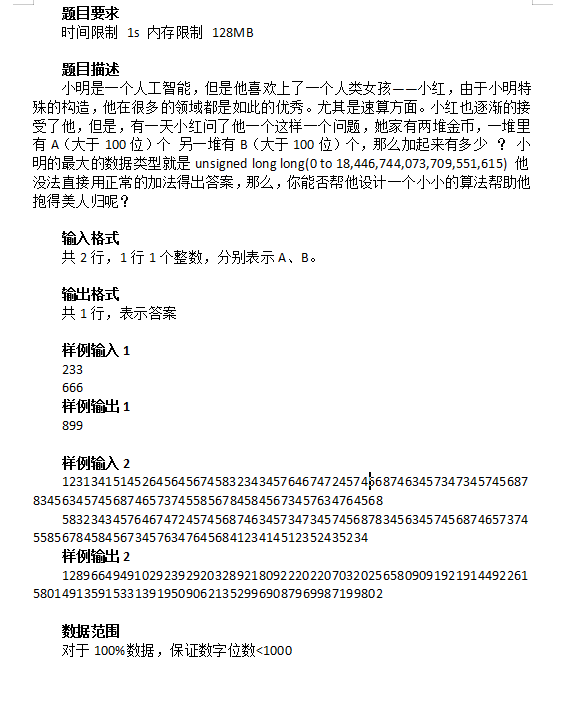 题目要求
时间限制 1s 内存限制 128MB
题目描述
小明是一个人工智能，但是他喜欢上了一个人类女孩——小红，由于小明特
殊的构造，他在很多的领域都是如此的优秀。尤其是速算方面。小红也逐渐的接
受了他，但是，有一天小红问了他一个这样一个问题，她家有两堆金币，一堆里
有 A（大于 100 位）个 另一堆有 B（大于 100 位）个，那么加起来有多少 ？ 小
明的最大的数据类型就是 unsigned long long(0 to 18,446,744,073,709,551,615) 他
没法直接用正常的加法得出答案，那么，你能否帮他设计一个小小的算法帮助他
抱得美人归呢？
输入格式
共 2 行，1 行 1 个整数，分别表示 A、B。
输出格式
共 1 行，表示答案
样例输入 1
233
666
样例输出 1
899
样例输入 2
1231341514526456456745832343457646747245745687463457347345745687
8345634574568746573745585678458456734576347645 68
5832343457646747245745687463457347345745687834563457456874657374
5585678458456734576347645684123414512352435234
样例输出 2
1289664949102923929203289218092220220703202565809091921914492261
580149135915331391950906213529969087969987199802
数据范围
对于 100%数据，保证数字位数<1000